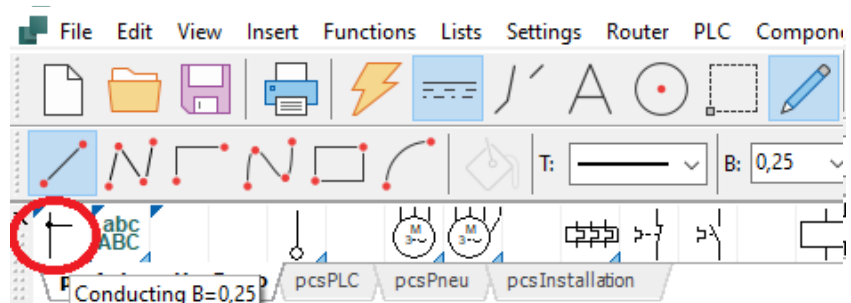 File Edit View Insert Functions Lists Settings Router PLC Compon
T: B: 0,25
abc
ABC
M
3~
M
3~
Conducting B=0,25 pcsPLC pcsPneu pcsInstallation